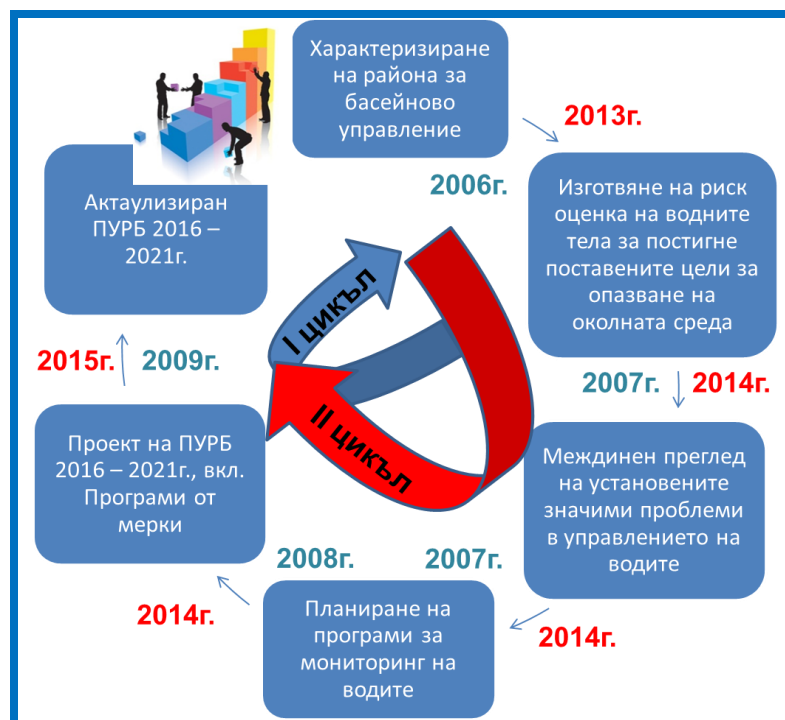 Характеризиране
на района за
басейново
управление
2013г.
2006г.
Изготвяне на риск
оценка на водните
тела за постигне
поставените цели за
опазване на
околната среда
2007г.
2014г.
Междинен преглед
на установените
значими проблеми
в управлението на
водите
2007г.
2014г.
Планиране на
програми за
мониторинг на
водите
2008г.
2014г.
Проект на ПУРБ
2016 – 2021г., вкл.
Програми от
мерки
2015г.
2009г.
Актаулизиран
ПУРБ 2016 –
2021г.
I цикъл
II цикъл